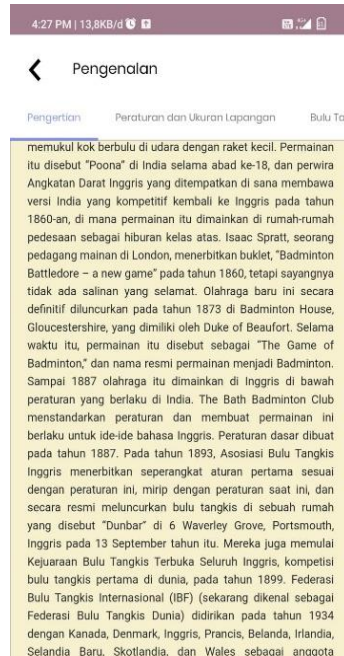 4:27 PM | 13,8KB/d
Pengenalan
Pengertian Peraturan dan Ukuran Lapangan Bulu Ta
memukul kok berbulu di udara dengan raket kecil. Permainan
itu disebut "Poona" di India selama abad ke-18, dan perwira
Angkatan Darat Inggris yang ditempatkan di sana membawa
versi India yang kompetitif kembali ke Inggris pada tahun
1860-an, di mana permainan itu dimainkan di rumah-rumah
pedesaan sebagai hiburan kelas atas. Isaac Spratt, seorang
pedagang mainan di London, menerbitkan buklet, "Badminton
Battledore – a new game" pada tahun 1860, tetapi sayangnya
tidak ada salinan yang selamat. Olahraga baru ini secara
definitif diluncurkan pada tahun 1873 di Badminton House,
Gloucestershire, yang dimiliki oleh Duke of Beaufort. Selama
waktu itu, permainan itu disebut sebagai "The Game of
Badminton," dan nama resmi permainan menjadi Badminton.
Sampai 1887 olahraga itu dimainkan di Inggris di bawah
peraturan yang berlaku di India. The Bath Badminton Club
menstandarkan peraturan dan membuat permainan ini
berlaku untuk ide-ide bahasa Inggris. Peraturan dasar dibuat
pada tahun 1887. Pada tahun 1893, Asosiasi Bulu Tangkis
Inggris menerbitkan seperangkat aturan pertama sesuai
dengan peraturan ini, mirip dengan peraturan saat ini, dan
secara resmi meluncurkan bulu tangkis di sebuah rumah
yang disebut "Dunbar" di 6 Waverley Grove, Portsmouth,
Inggris pada 13 September tahun itu. Mereka juga memulai
Kejuaraan Bulu Tangkis Terbuka Seluruh Inggris, kompetisi
bulu tangkis pertama di dunia, pada tahun 1899. Federasi
Bulu Tangkis Internasional (IBF) (sekarang dikenal sebagai
Federasi Bulu Tangkis Dunia) didirikan pada tahun 1934
dengan Kanada, Denmark, Inggris, Prancis, Belanda, Irlandia,
Selandia Baru, Skotlandia, dan Wales sebagai anggota